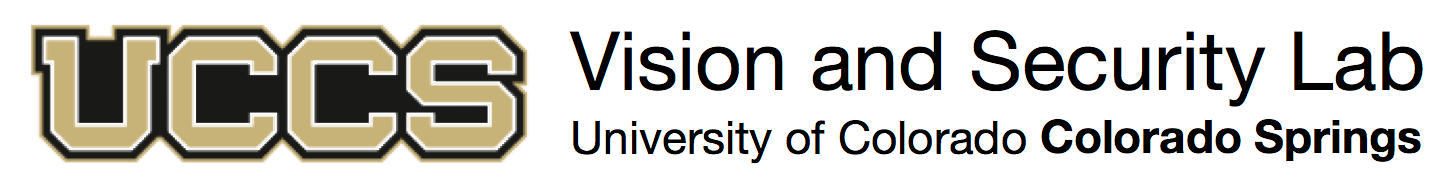 UCCS
Vision and Security Lab
University of Colorado Colorado Springs